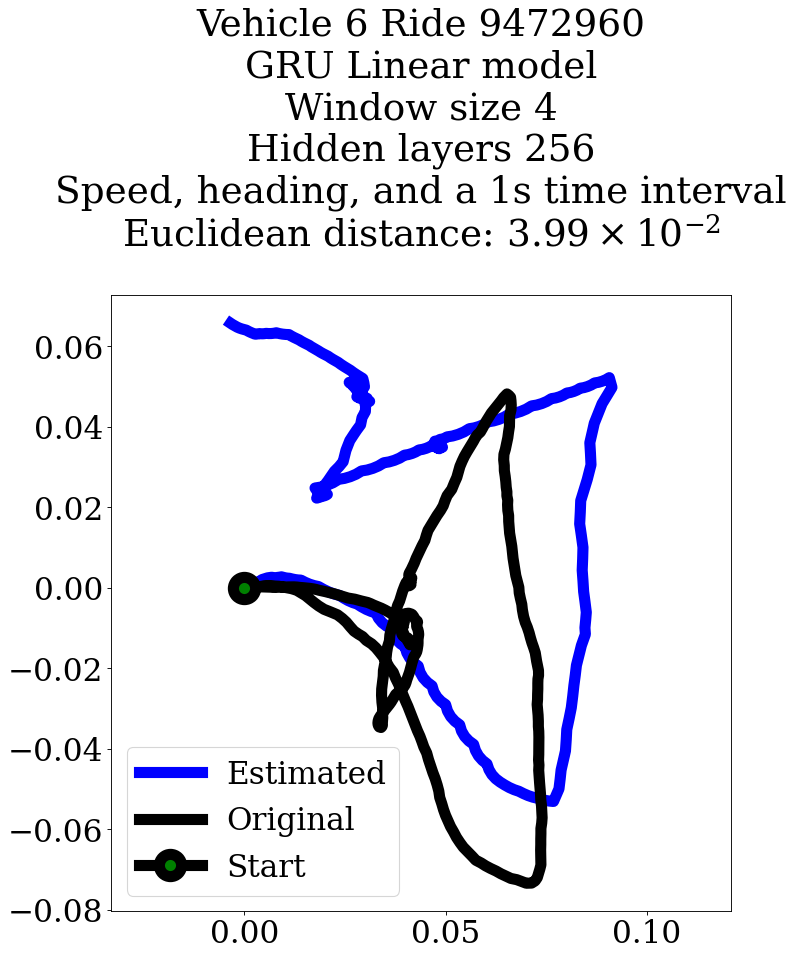 Vehicle 6 Ride 9472960
GRU Linear model
Window size 4
Hidden layers 256
Speed, heading, and a 1s time interval
Euclidean distance: 3.99 × 10⁻²
0.06
0.04
0.02
0.00
−0.02
−0.04
−0.06
−0.08
Estimated
Original
Start
0.00 0.05 0.10